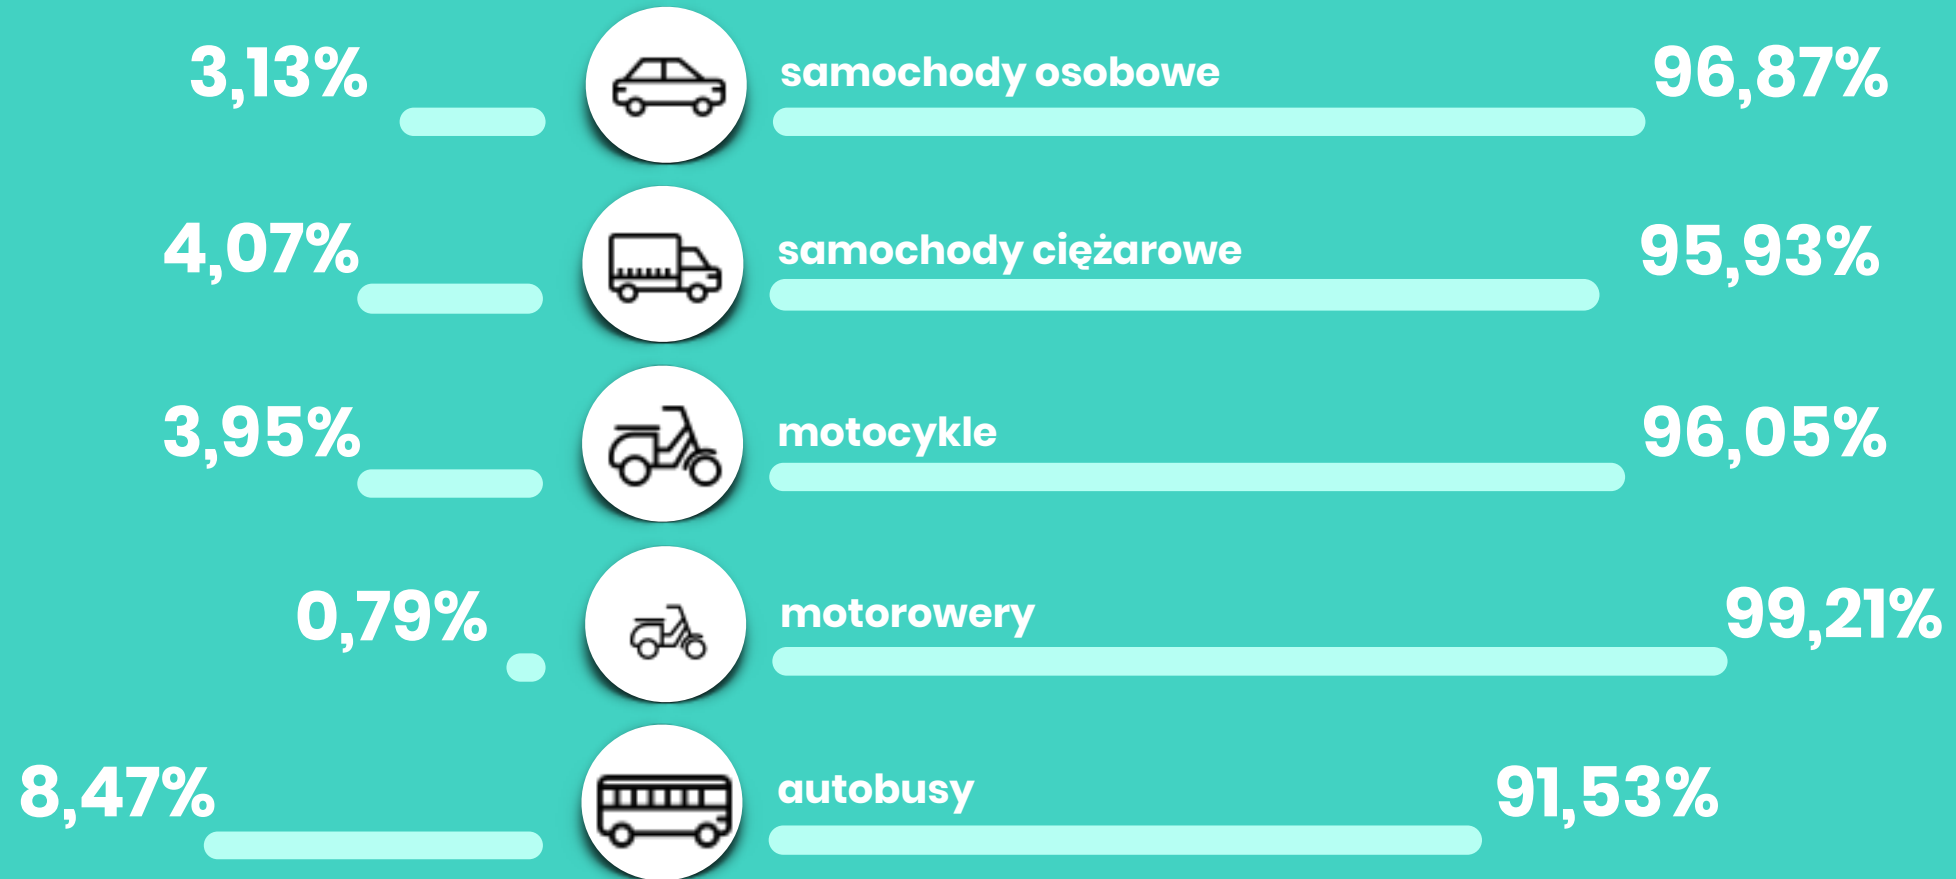 3,13%
samochody osobowe
96,87%
4,07%
samochody ciężarowe
95,93%
3,95%
motocykle
96,05%
0,79%
motorowery
99,21%
8,47%
autobusy
91,53%